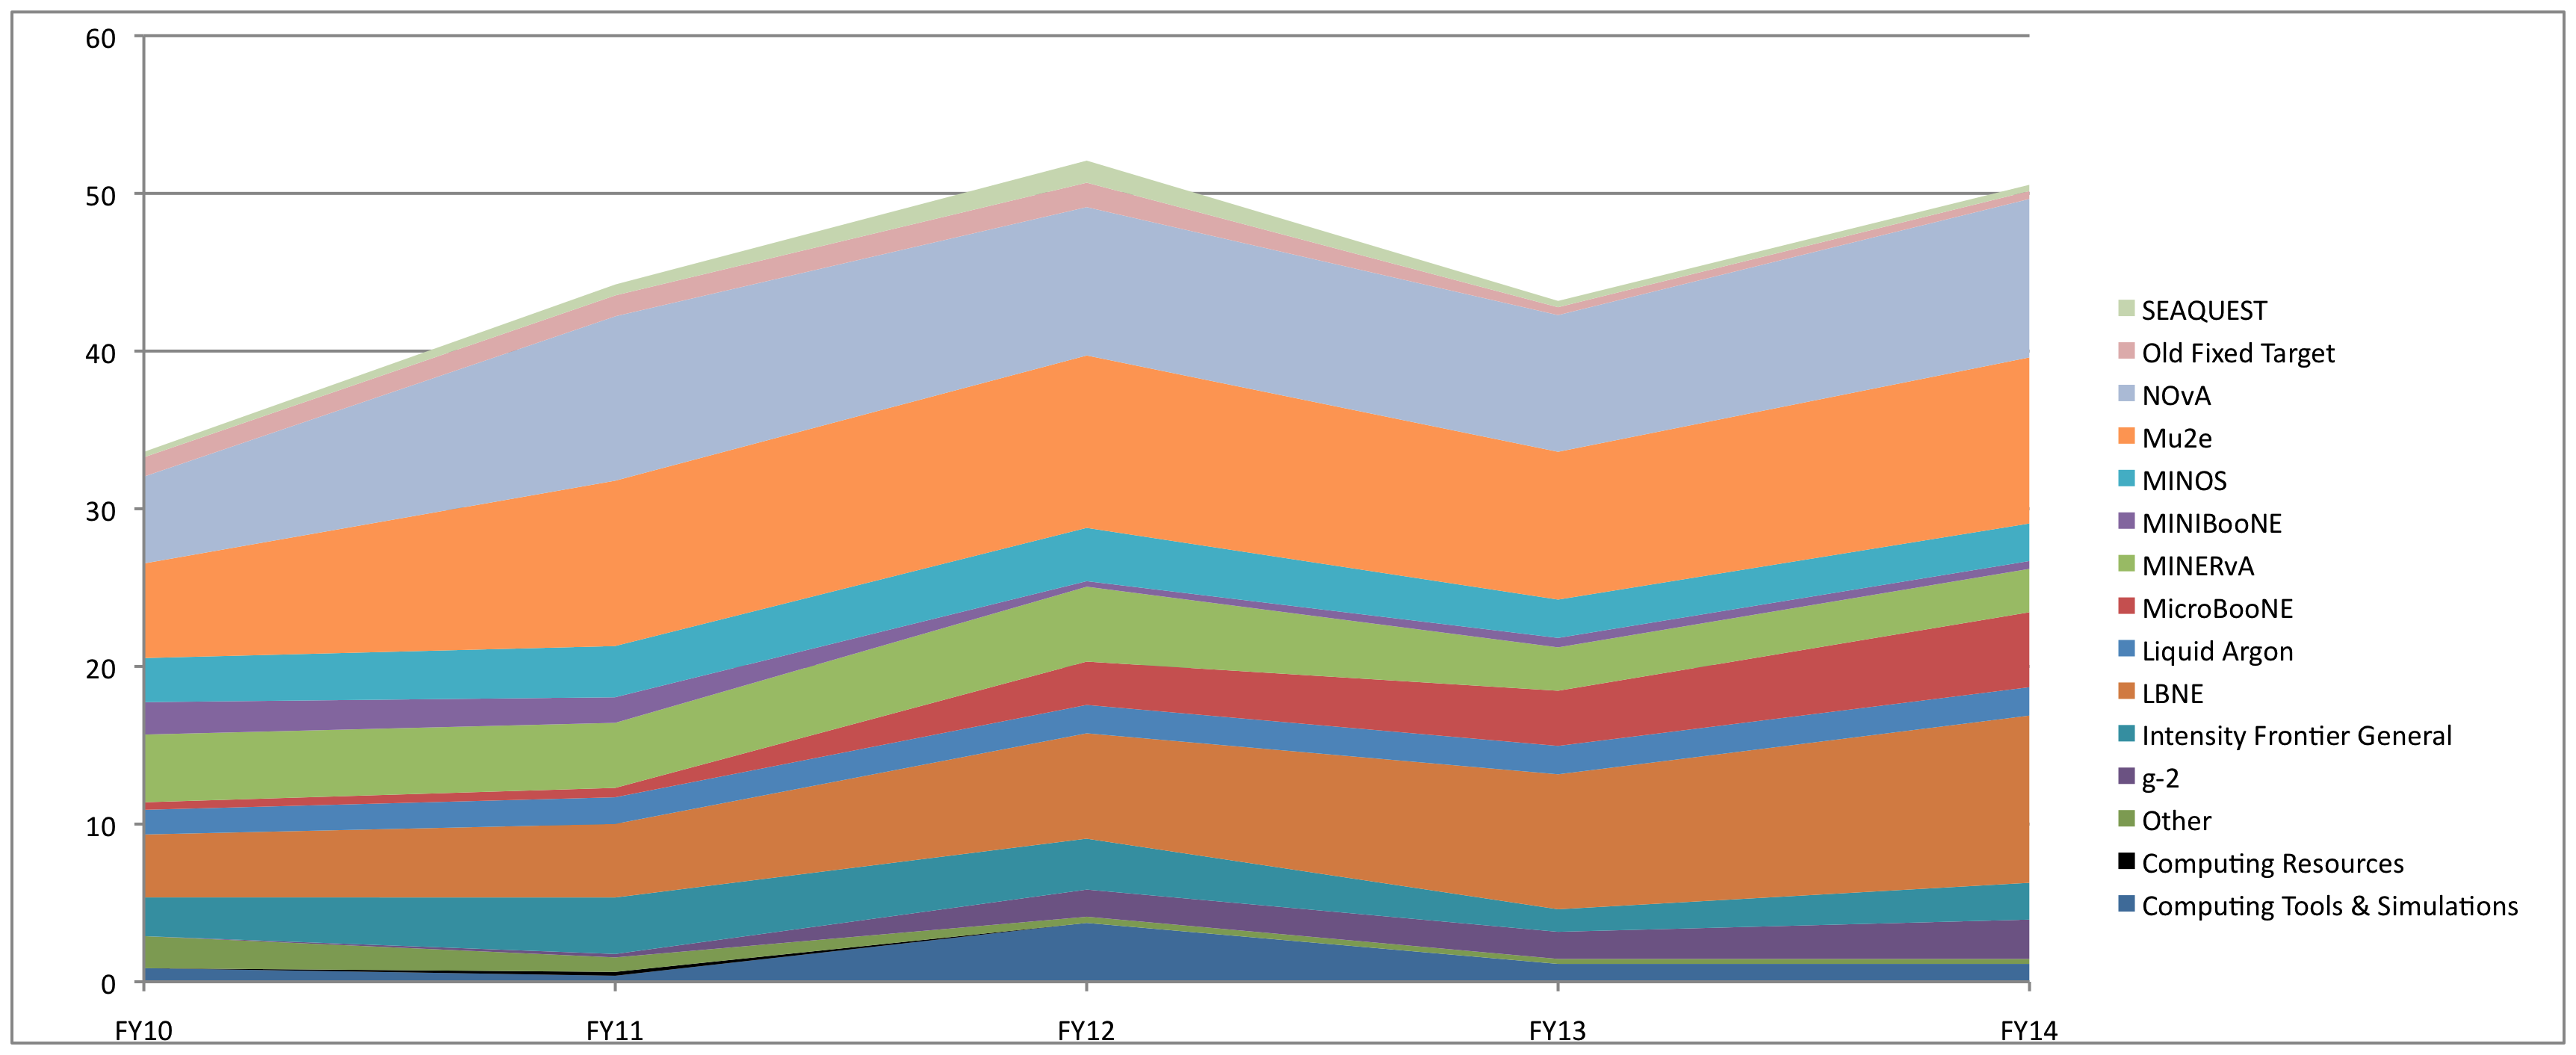 60
50
40
30
20
10
0
FY10 FY11 FY12 FY13 FY14
SEAQUEST
Old Fixed Target
NOvA
Mu2e
MINOS
MINIBooNE
MINERvA
MicroBooNE
Liquid Argon
LBNE
Intensity Frontier General
g-2
Other
Computing Resources
Computing Tools & Simulations